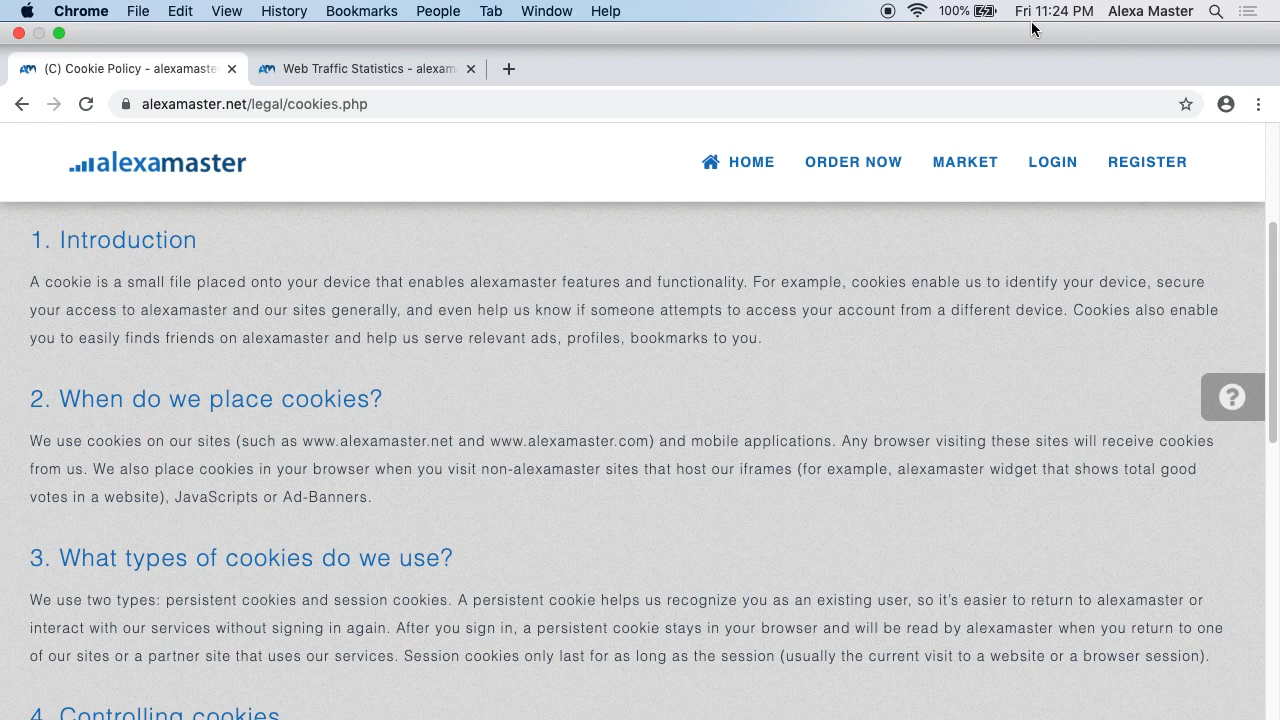 Chrome File Edit View History Bookmarks People Tab Window Help 100% Fri 11:24 PM Alexa Master
(C) Cookie Policy - alexamaste Web Traffic Statistics - alexam
alexamaster.net/legal/cookies.php
alexamaster HOME ORDER NOW MARKET LOGIN REGISTER
1. Introduction
A cookie is a small file placed onto your device that enables alexamaster features and functionality. For example, cookies enable us to identify your device, secure
your access to alexamaster and our sites generally, and even help us know if someone attempts to access your account from a different device. Cookies also enable
you to easily finds friends on alexamaster and help us serve relevant ads, profiles, bookmarks to you.
2. When do we place cookies?
We use cookies on our sites (such as www.alexamaster.net and www.alexamaster.com) and mobile applications. Any browser visiting these sites will receive cookies
from us. We also place cookies in your browser when you visit non-alexamaster sites that host our iframes (for example, alexamaster widget that shows total good
votes in a website), JavaScripts or Ad-Banners.
3. What types of cookies do we use?
We use two types: persistent cookies and session cookies. A persistent cookie helps us recognize you as an existing user, so it's easier to return to alexamaster or
interact with our services without signing in again. After you sign in, a persistent cookie stays in your browser and will be read by alexamaster when you return to one
of our sites or a partner site that uses our services. Session cookies only last for as long as the session (usually the current visit to a website or a browser session).
4. Controlling cookies